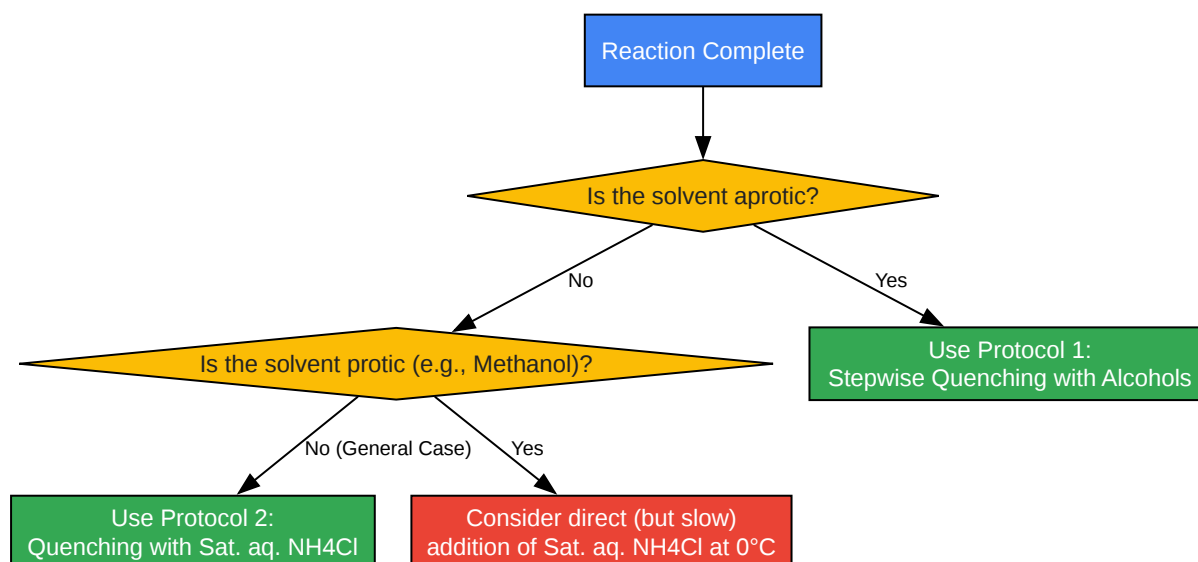 Reaction Complete
Is the solvent aprotic?
No
Yes
Is the solvent protic (e.g., Methanol)?
Use Protocol 1:
Stepwise Quenching with Alcohols
No (General Case)
Yes
Use Protocol 2:
Quenching with Sat. aq. NH4Cl
Consider direct (but slow)
addition of Sat. aq. NH4Cl at 0°C